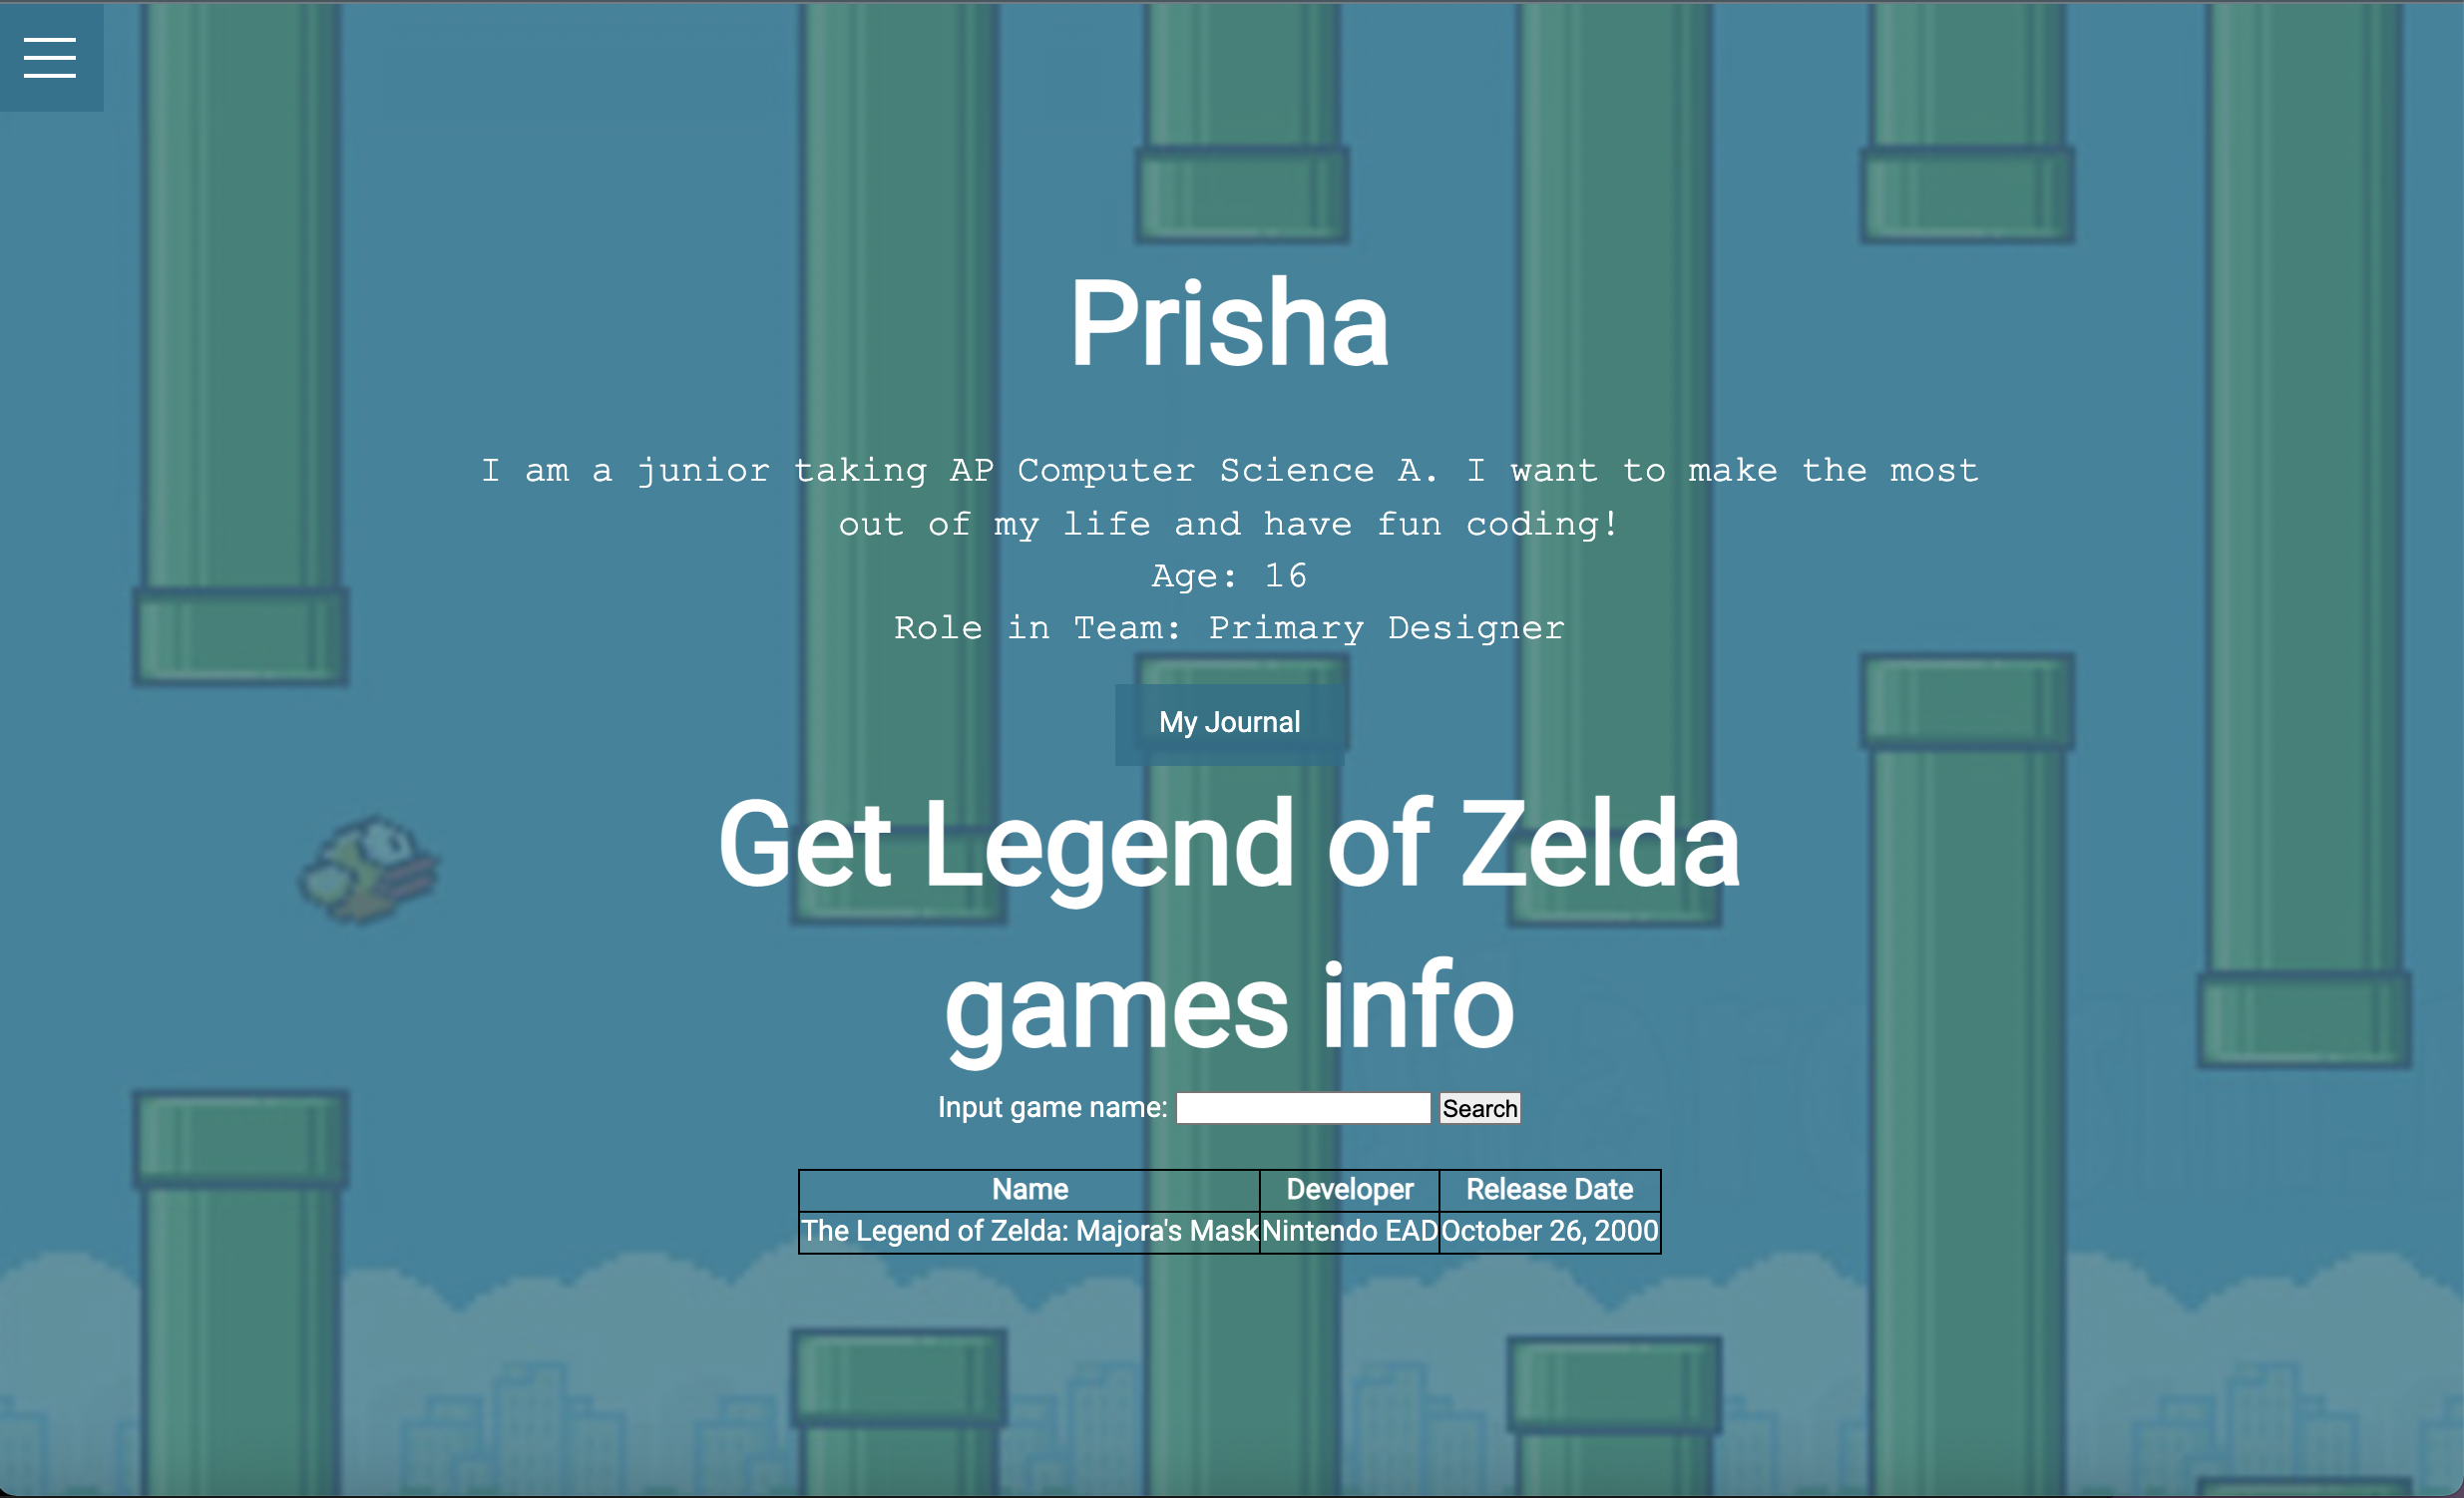 Prisha
I am a junior taking AP Computer Science A. I want to make the most
out of my life and have fun coding!
Age: 16
Role in Team: Primary Designer
My Journal
Get Legend of Zelda
games info
Input game name: Search
Name Developer Release Date
The Legend of Zelda: Majora's Mask Nintendo EAD October 26, 2000